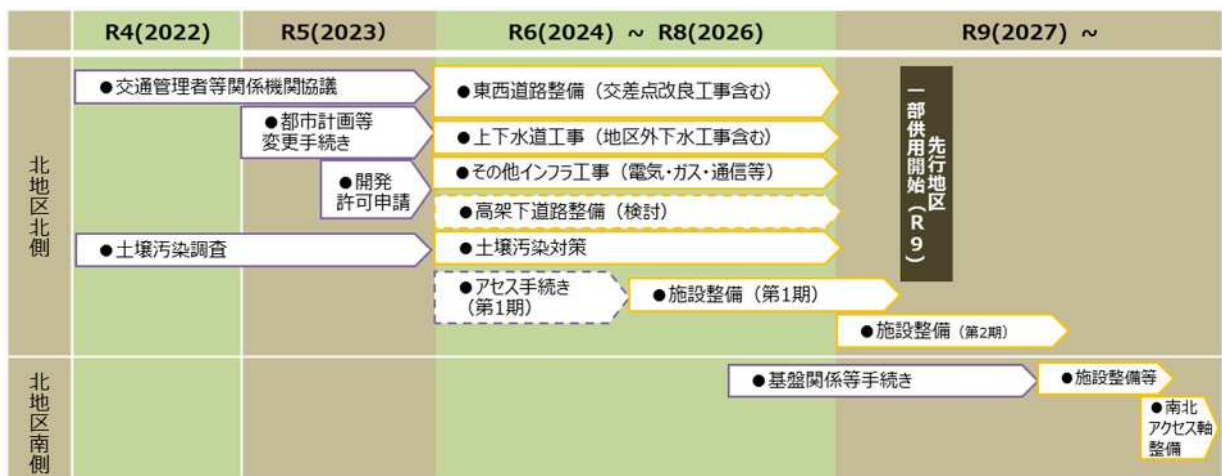 R4(2022)
R5(2023)
R6(2024) ~ R8(2026)
R9(2027) ~
北地区北側
●交通管理者等関係機関協議
●都市計画等
変更手続き
●開発
許可申請
●土壌汚染調査
●東西道路整備（交差点改良工事含む）
●上下水道工事（地区外下水工事含む）
●その他インフラ工事（電気・ガス・通信等）
●高架下道路整備（検討）
●土壌汚染対策
●アセス手続き
（第1期）
●施設整備（第1期）
●施設整備（第2期）
先行地区
一部供用開始（R9）
北地区南側
●基盤関係等手続き
●施設整備等
●南北
アクセス軸
整備